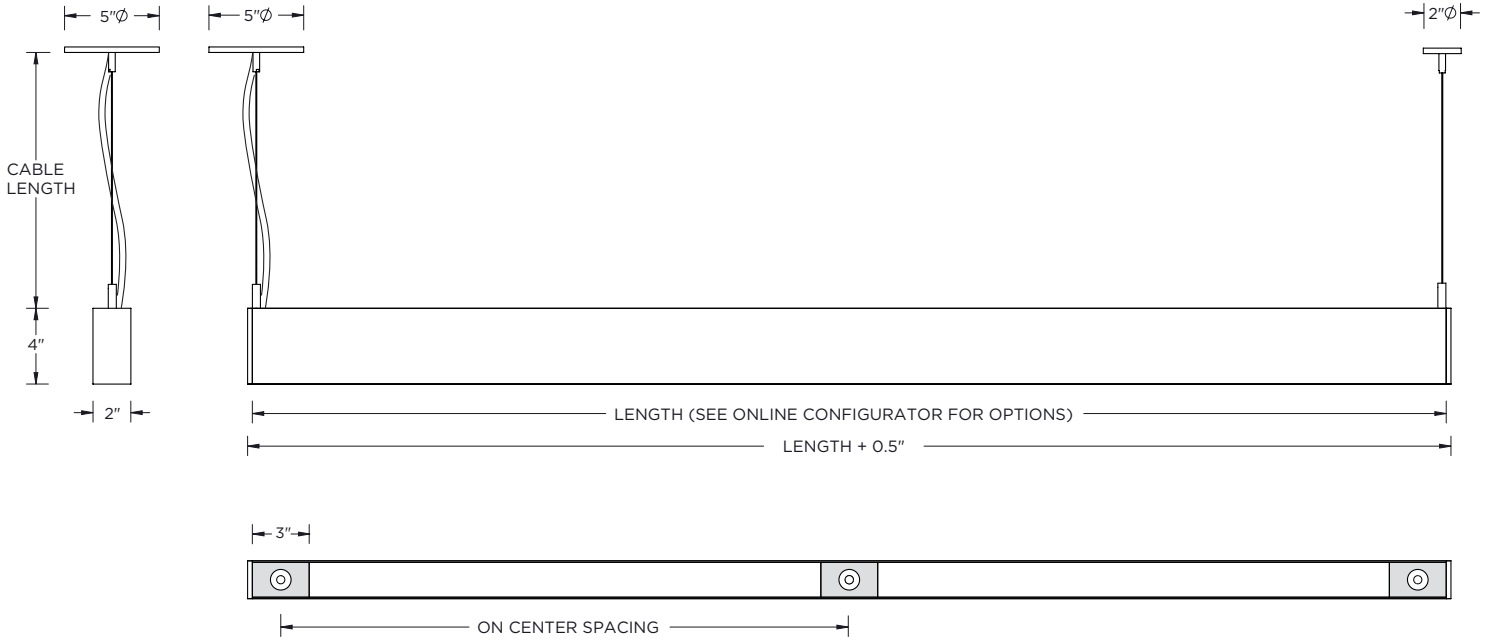 5"Ø
5"Ø
2"Ø
CABLE
LENGTH
4"
2"
LENGTH (SEE ONLINE CONFIGURATOR FOR OPTIONS)
LENGTH + 0.5"
3"
ON CENTER SPACING